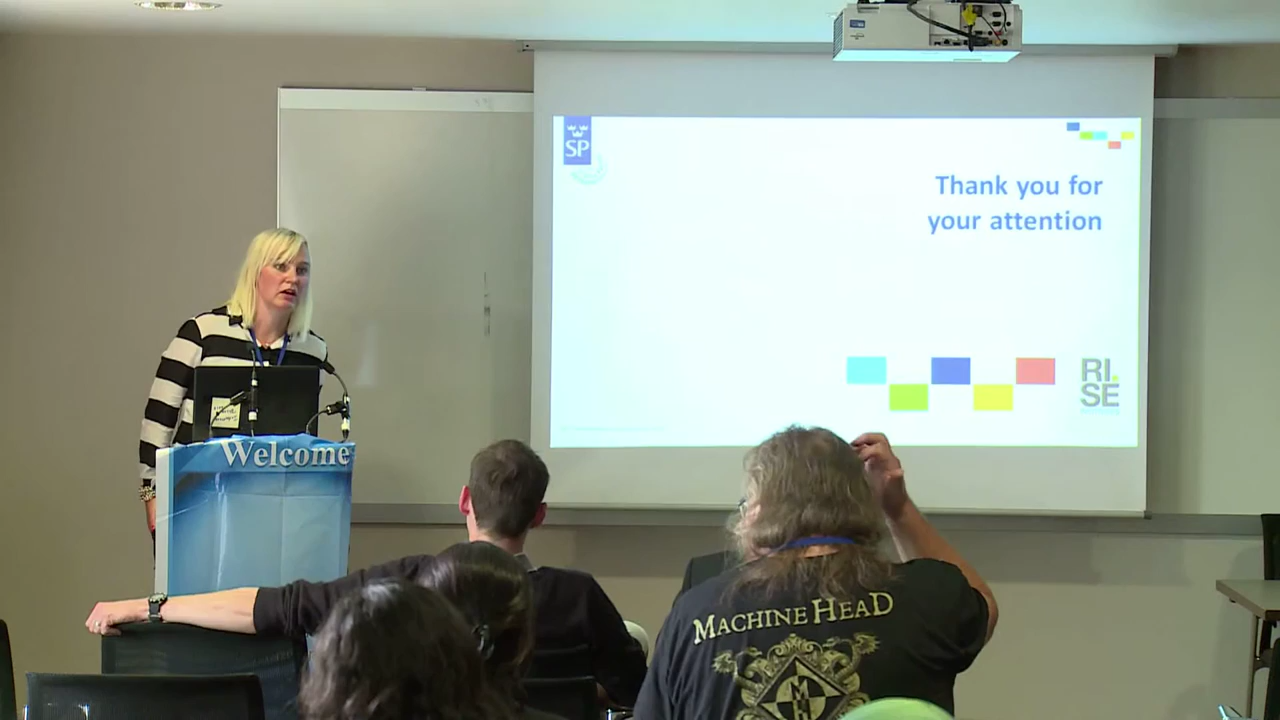 SP
Thank you for
your attention
RI.
SE
Welcome
MACHINE HEAD